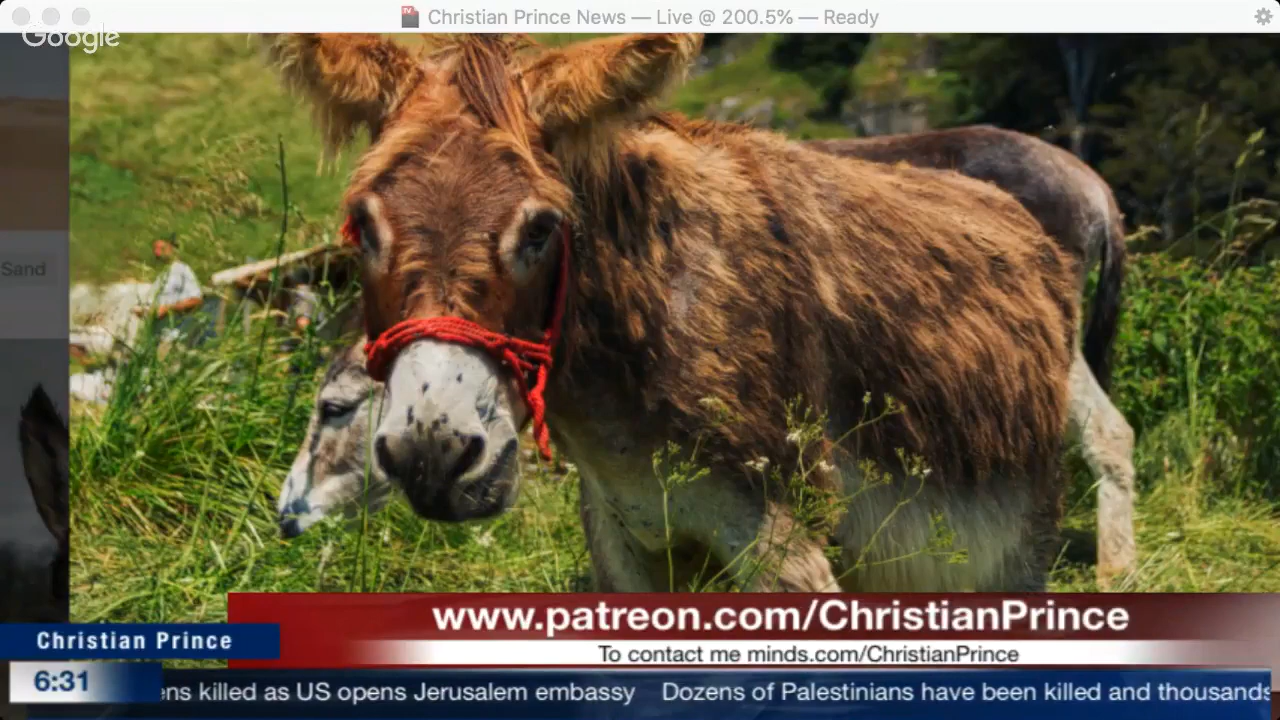 Christian Prince News — Live @ 200.5% — Ready
Google
Sand
www.patreon.com/ChristianPrince
Christian Prince
To contact me minds.com/ChristianPrince
6:31
ens killed as US opens Jerusalem embassy Dozens of Palestinians have been killed and thousands